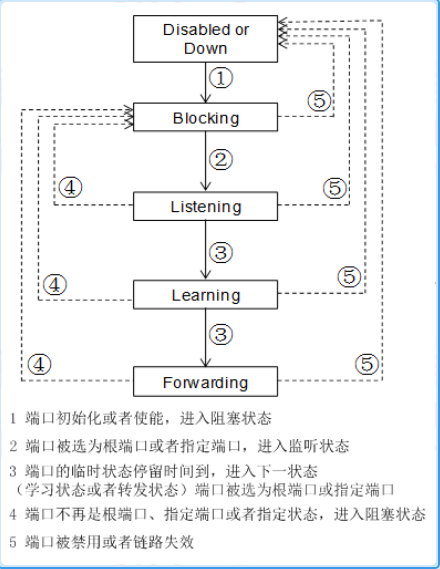 Disabled or
Down
①
⑤
Blocking
②
④
⑤
Listening
③
④
⑤
Learning
③
④
⑤
Forwarding
1 端口初始化或者使能，进入阻塞状态
2 端口被选为根端口或者指定端口，进入监听状态
3 端口的临时状态停留时间到，进入下一状态
（学习状态或者转发状态）端口被选为根端口或指定端口
4 端口不再是根端口、指定端口或者指定状态，进入阻塞状态
5 端口被禁用或者链路失效